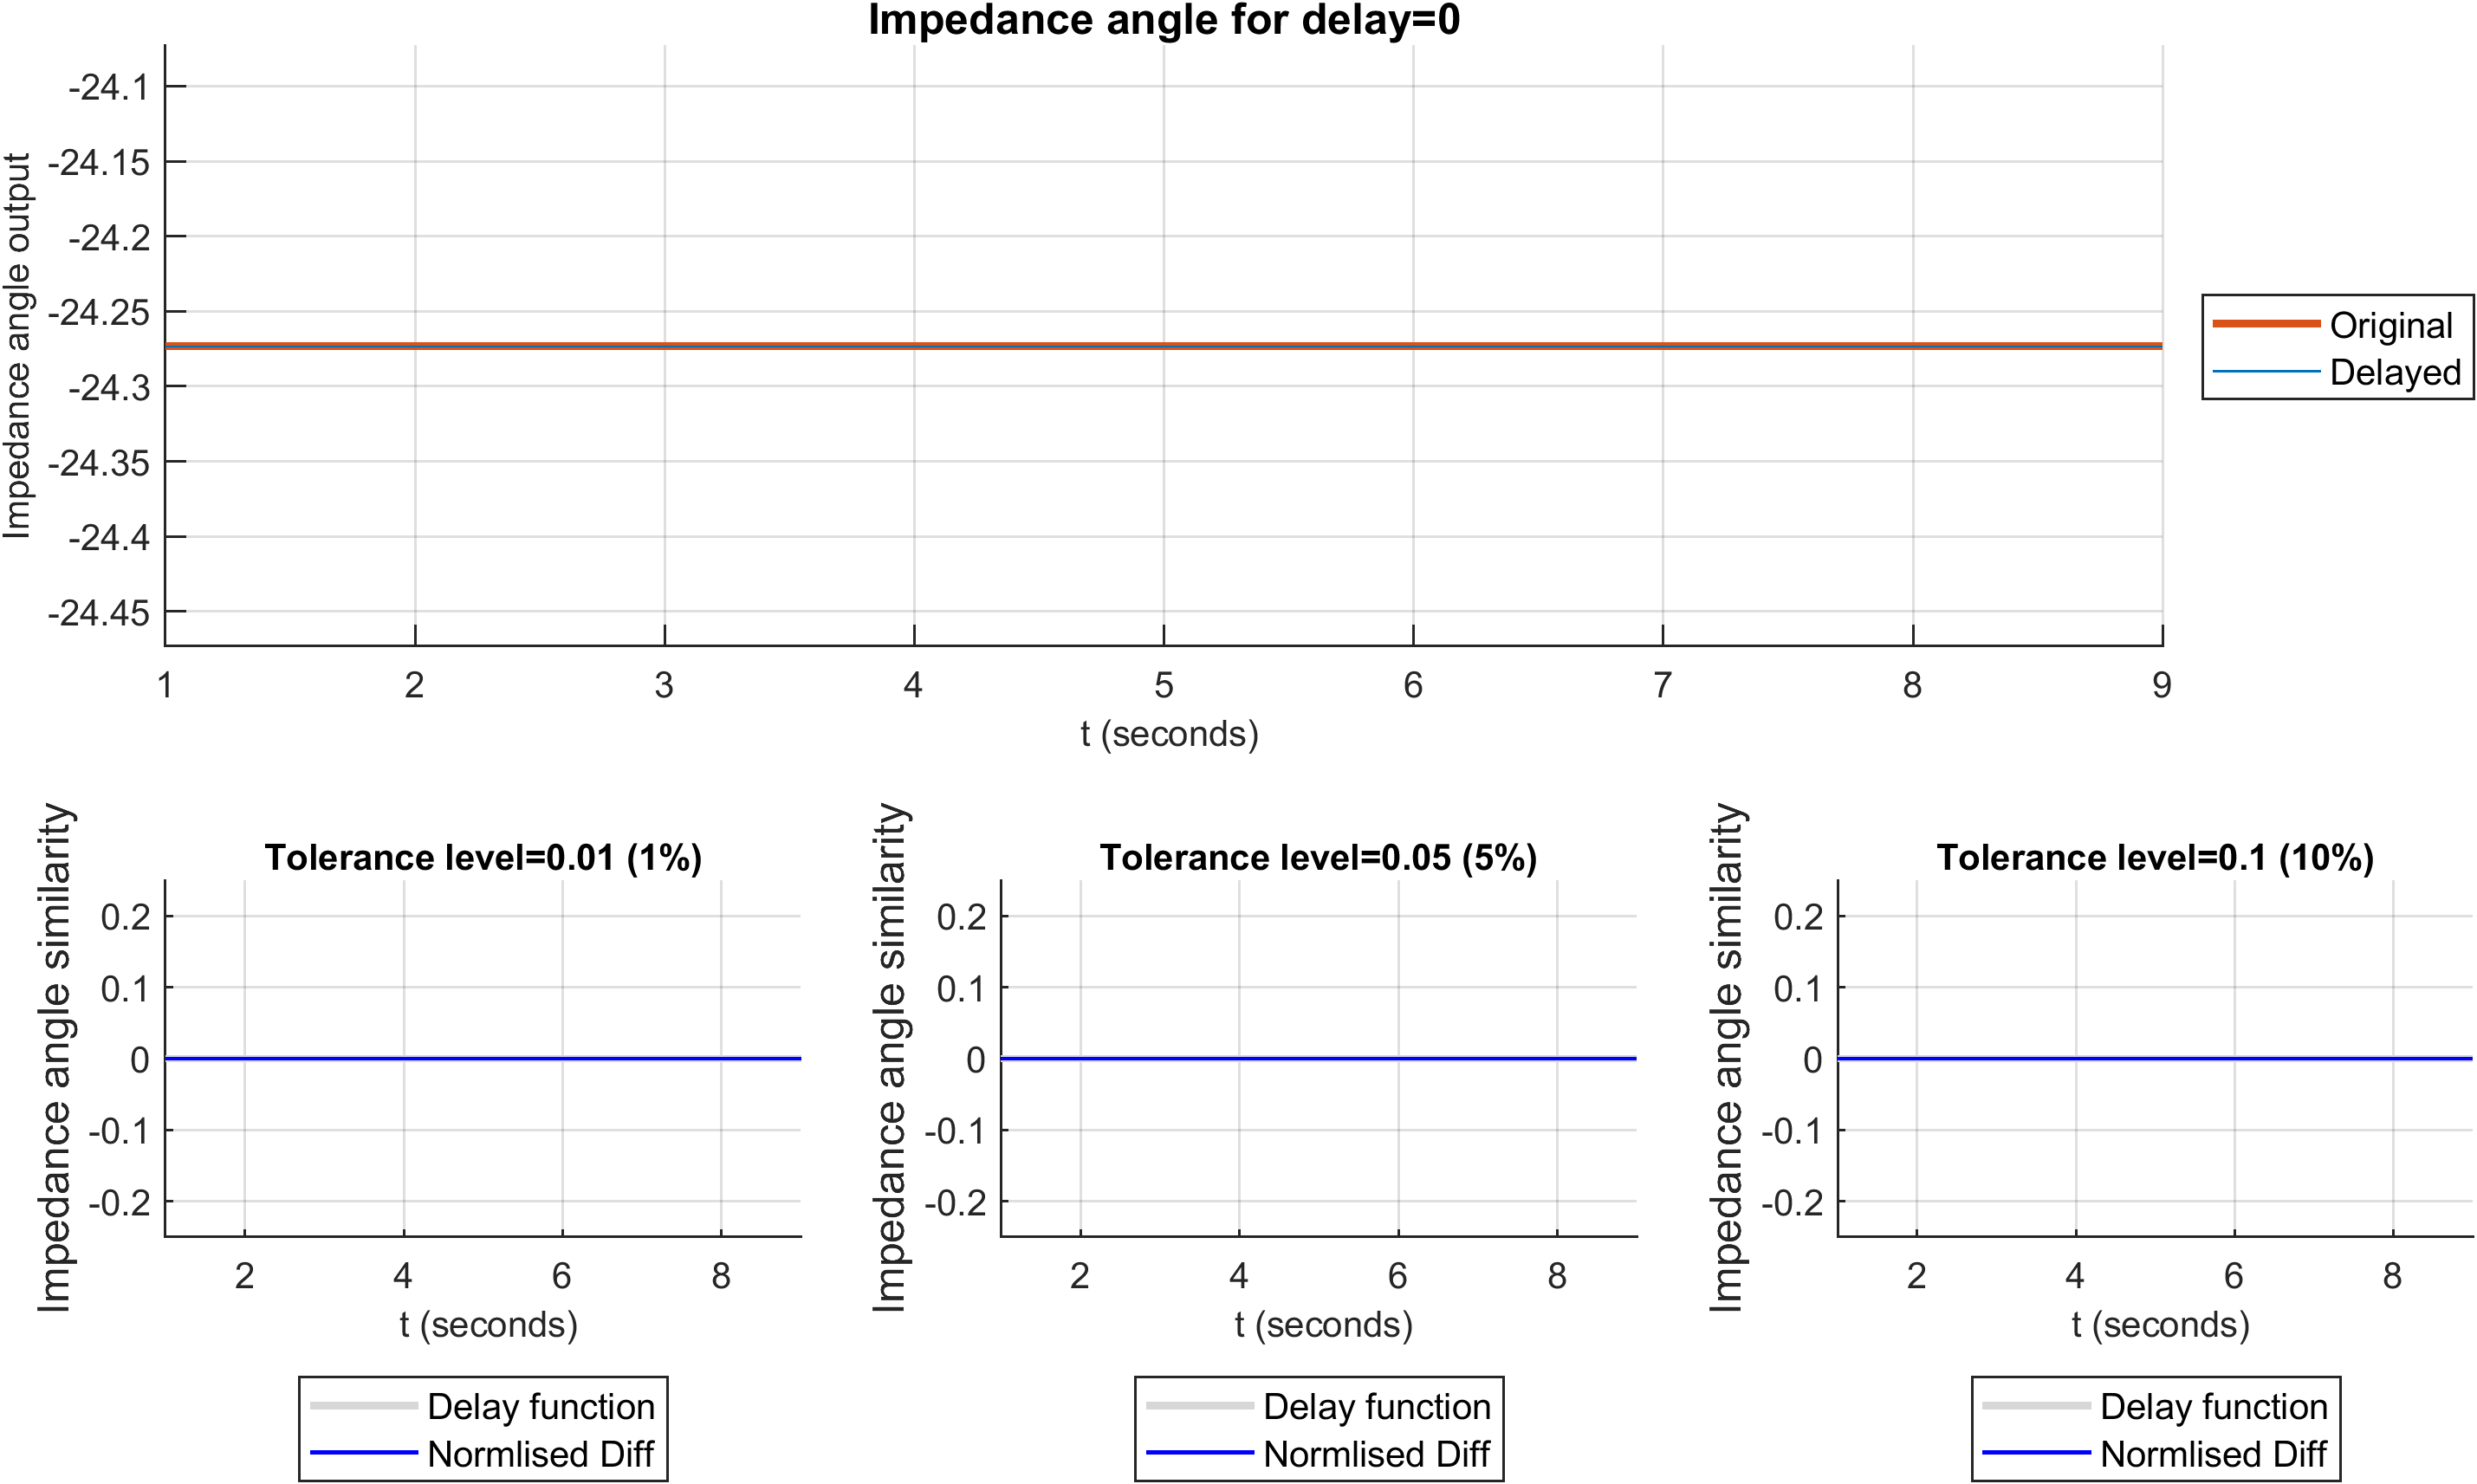 Impedance angle for delay=0
Impedance angle output
-24.1
-24.15
-24.2
-24.25
-24.3
-24.35
-24.4
-24.45
1 2 3 4 5 6 7 8 9
t (seconds)
Original
Delayed
Tolerance level=0.01 (1%)
Impedance angle similarity
0.2
0.1
0
-0.1
-0.2
2 4 6 8
t (seconds)
Delay function
Normlised Diff
Tolerance level=0.05 (5%)
Impedance angle similarity
0.2
0.1
0
-0.1
-0.2
2 4 6 8
t (seconds)
Delay function
Normlised Diff
Tolerance level=0.1 (10%)
Impedance angle similarity
0.2
0.1
0
-0.1
-0.2
2 4 6 8
t (seconds)
Delay function
Normlised Diff